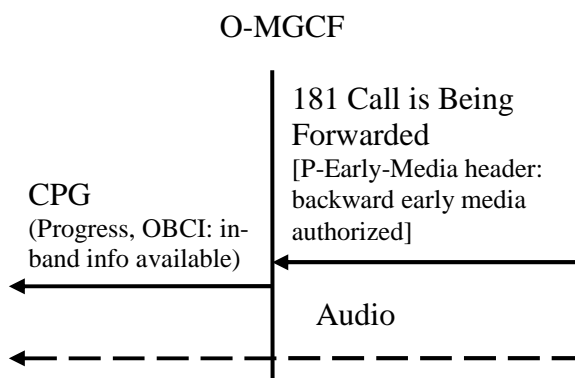 O-MGCF
181 Call is Being
Forwarded
[P-Early-Media header:
backward early media
authorized]
CPG
(Progress, OBCI: in-
band info available)
Audio